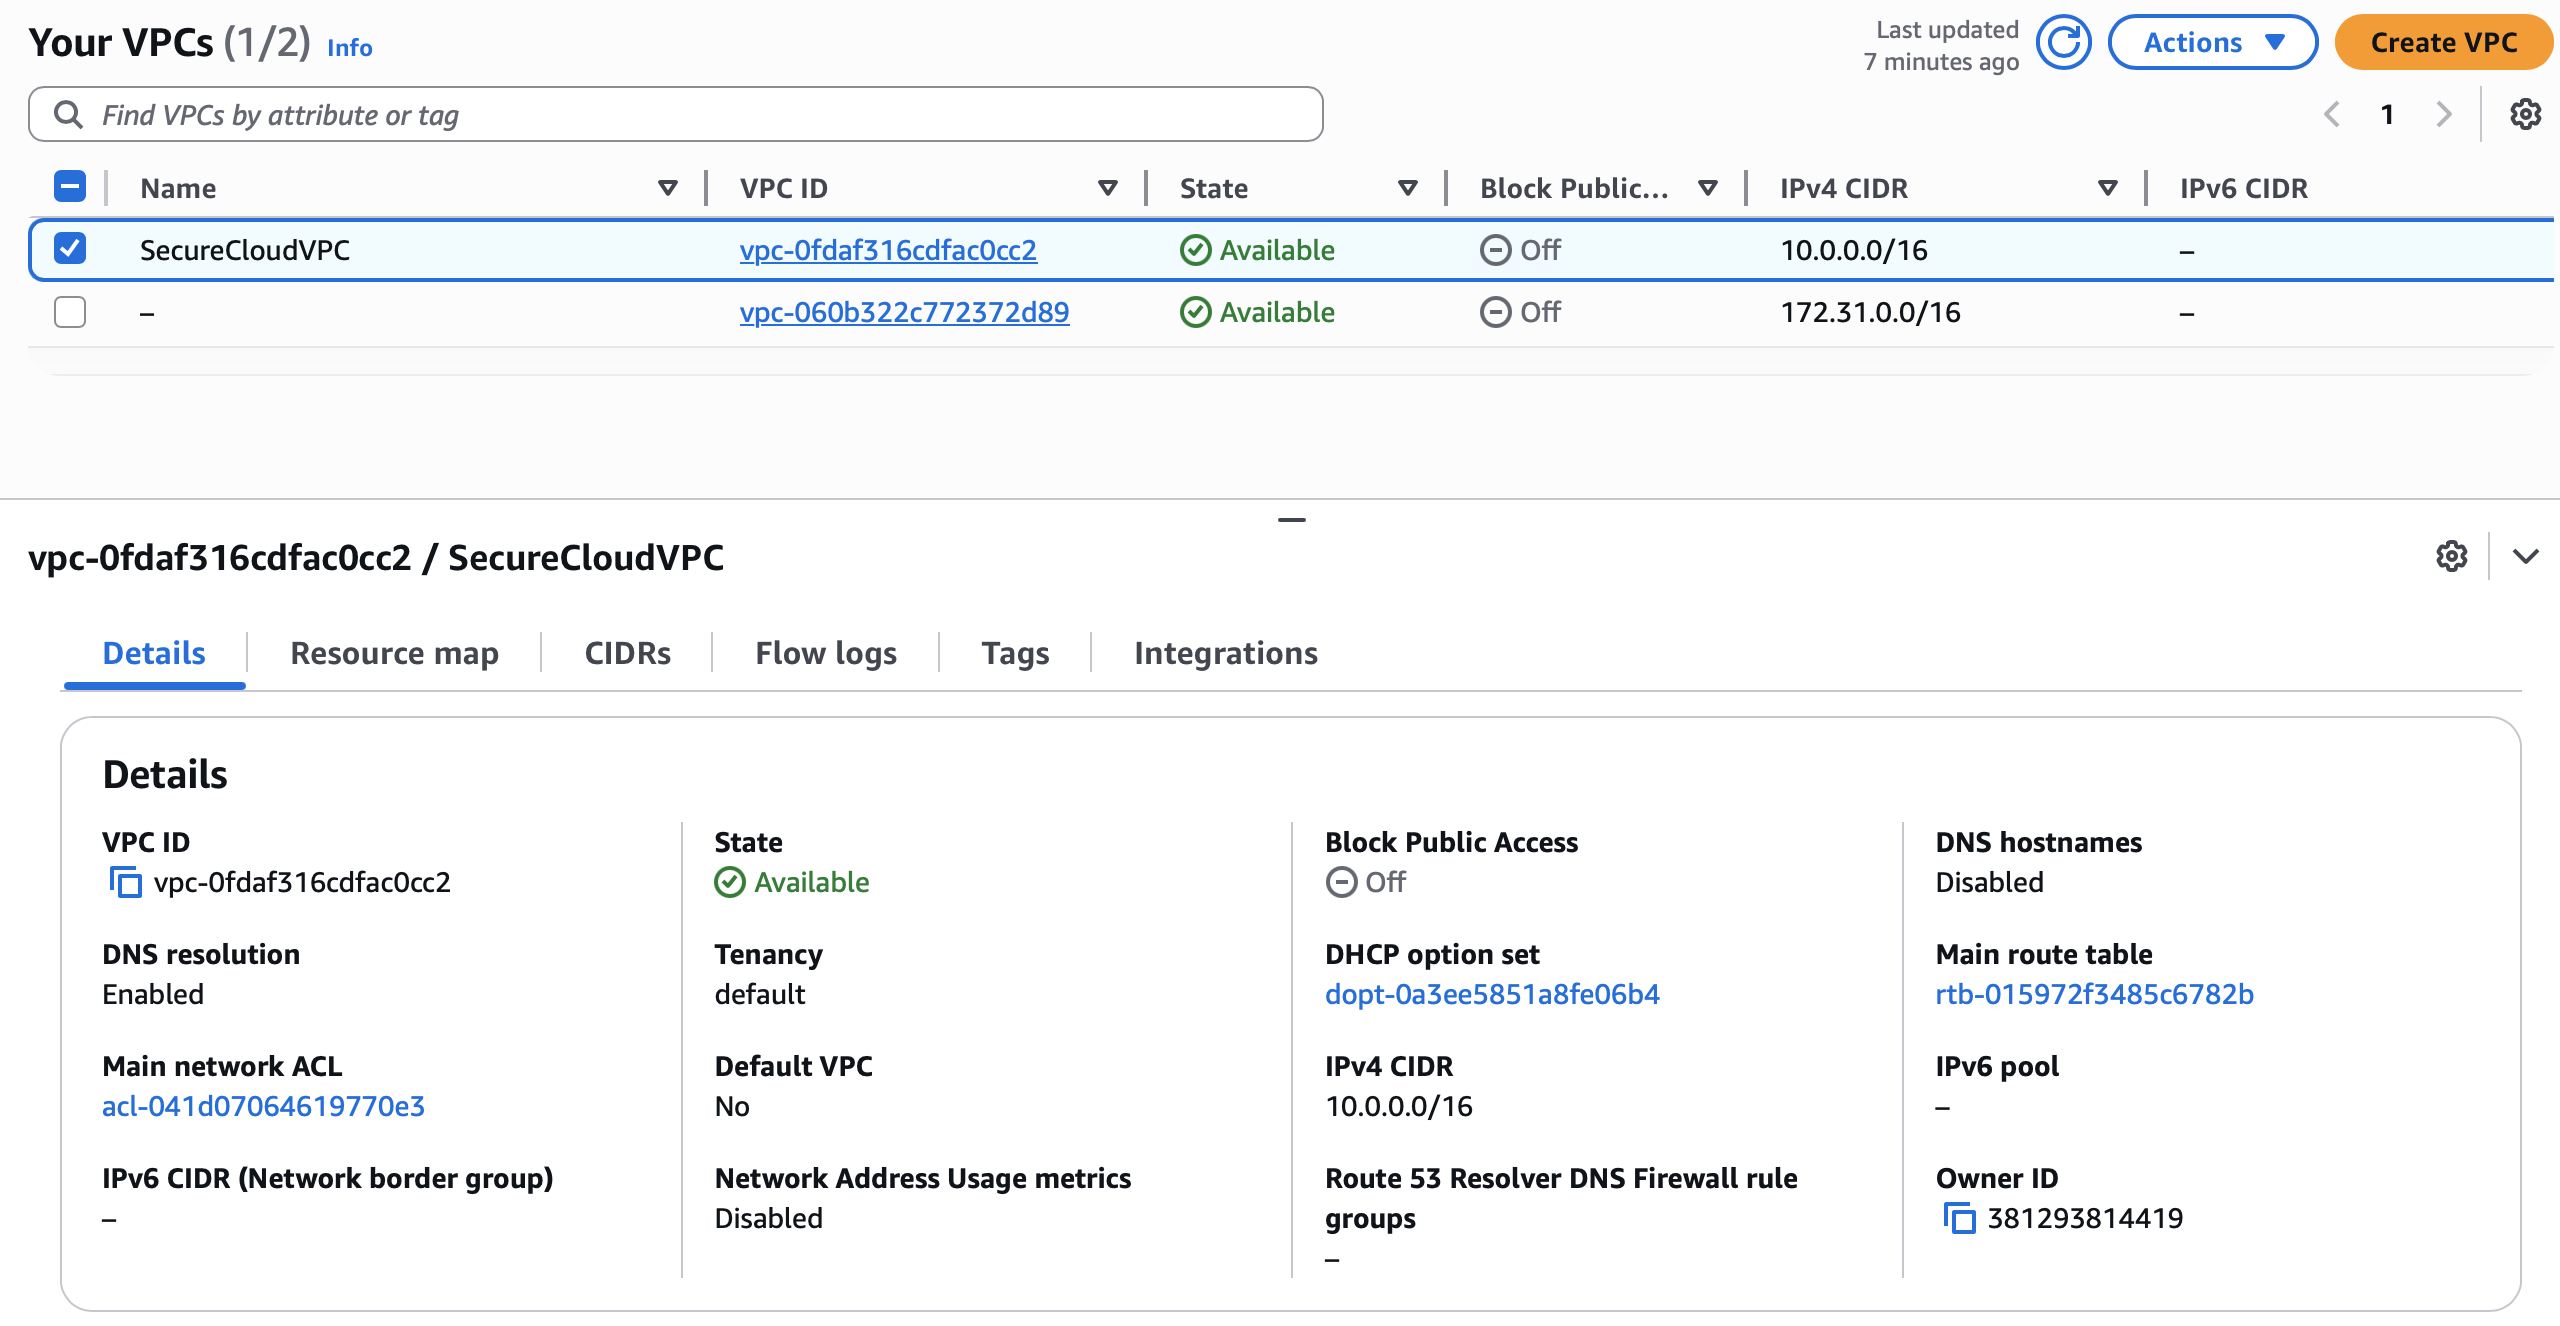 Your VPCs (1/2) Info
Last updated
7 minutes ago
Actions
Create VPC
Find VPCs by attribute or tag
1
Name VPC ID State Block Public... IPv4 CIDR IPv6 CIDR
SecureCloudVPC vpc-0fdaf316cdfac0cc2 Available Off 10.0.0.0/16 –
– vpc-060b322c772372d89 Available Off 172.31.0.0/16 –
vpc-0fdaf316cdfac0cc2 / SecureCloudVPC
Details Resource map CIDRs Flow logs Tags Integrations
Details
VPC ID State Block Public Access DNS hostnames
vpc-0fdaf316cdfac0cc2 Available Off Disabled
DNS resolution Tenancy DHCP option set Main route table
Enabled default dopt-0a3ee5851a8fe06b4 rtb-015972f3485c6782b
Main network ACL Default VPC IPv4 CIDR IPv6 pool
acl-041d07064619770e3 No 10.0.0.0/16 –
IPv6 CIDR (Network border group) Network Address Usage metrics Route 53 Resolver DNS Firewall rule Owner ID
– Disabled groups 381293814419
–